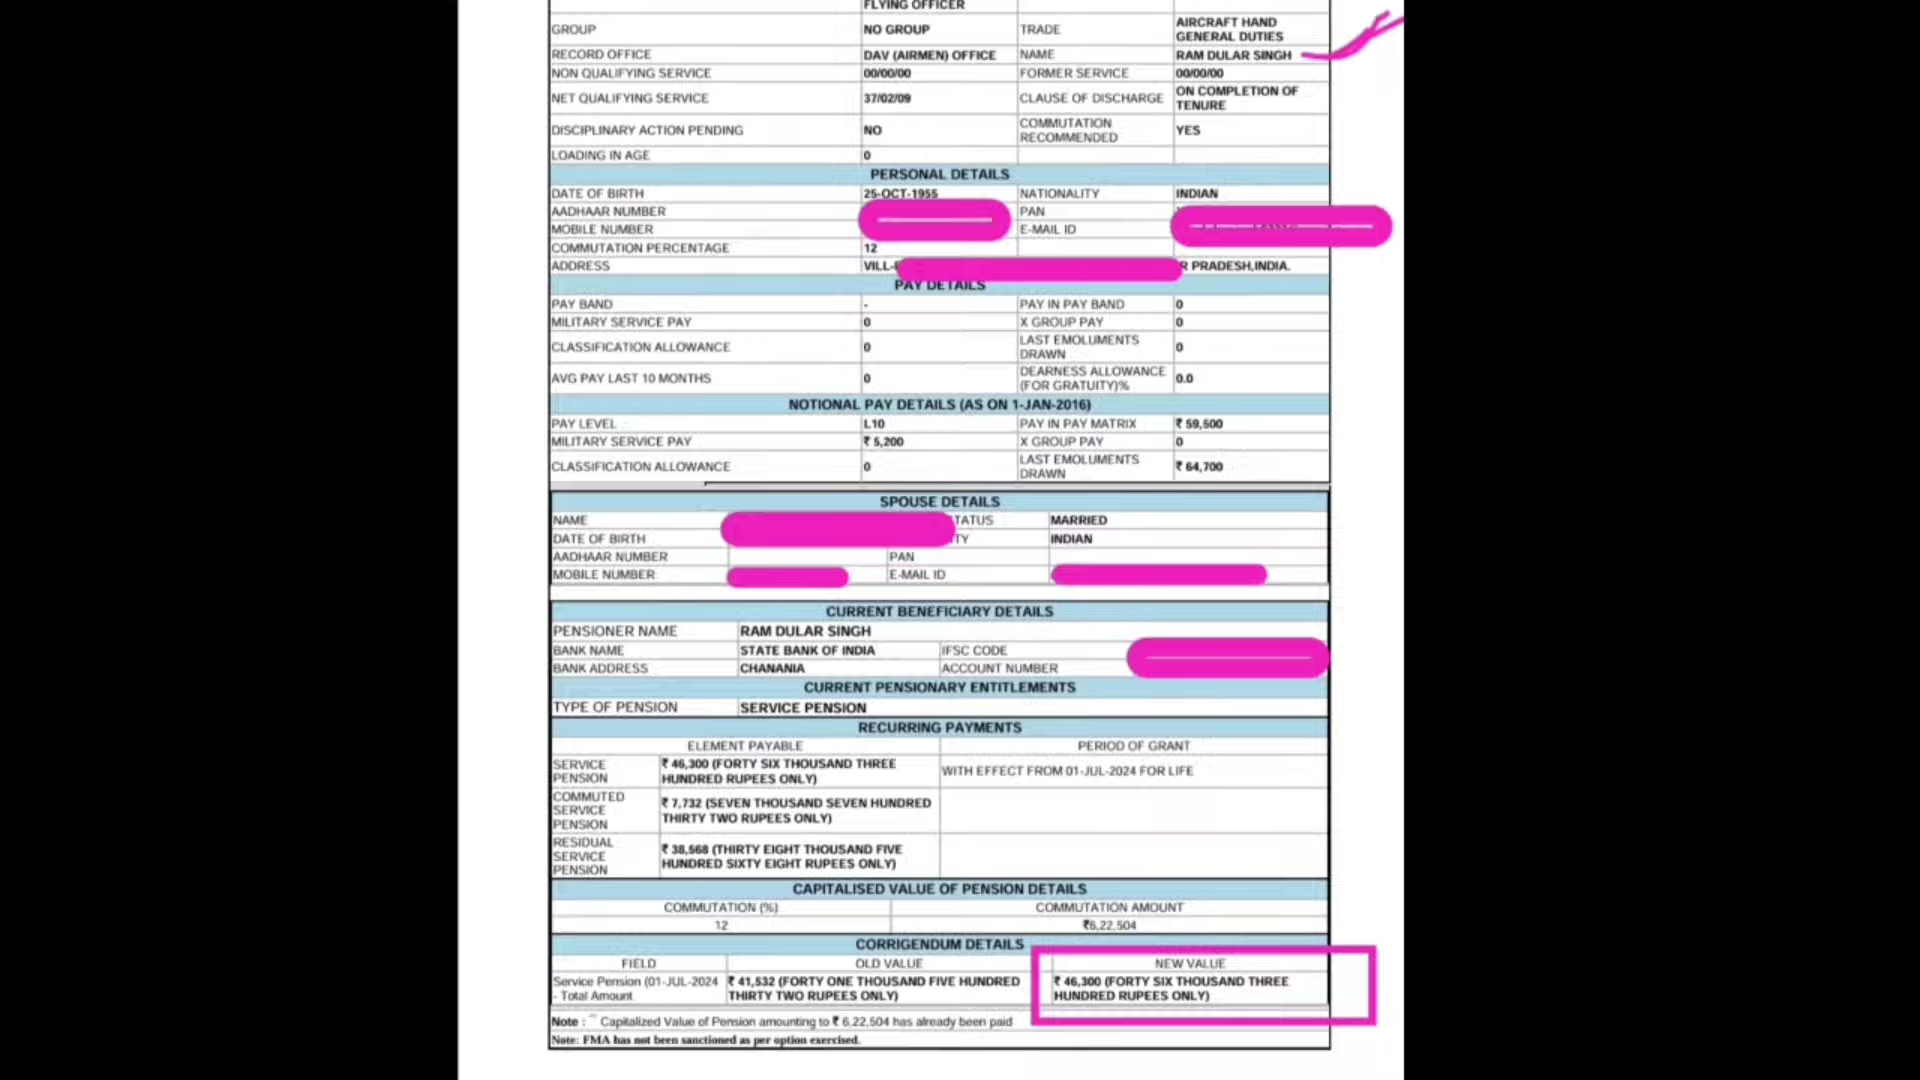 FLYING OFFICER
GROUP NO GROUP TRADE AIRCRAFT HAND
GENERAL DUTIES
RECORD OFFICE DAV (AIRMEN) OFFICE NAME RAM DULAR SINGH
NON QUALIFYING SERVICE 00/00/00 FORMER SERVICE 00/00/00
NET QUALIFYING SERVICE 37/02/09 CLAUSE OF DISCHARGE ON COMPLETION OF
TENURE
DISCIPLINARY ACTION PENDING NO COMMUTATION
RECOMMENDED YES
LOADING IN AGE 0
PERSONAL DETAILS
DATE OF BIRTH 25-OCT-1955 NATIONALITY INDIAN
AADHAAR NUMBER PAN
MOBILE NUMBER E-MAIL ID
COMMUTATION PERCENTAGE 12
ADDRESS VILL- R PRADESH,INDIA.
PAY DETAILS
PAY BAND - PAY IN PAY BAND 0
MILITARY SERVICE PAY 0 X GROUP PAY 0
CLASSIFICATION ALLOWANCE 0 LAST EMOLUMENTS
DRAWN 0
AVG PAY LAST 10 MONTHS 0 DEARNESS ALLOWANCE
(FOR GRATUITY)% 0.0
NOTIONAL PAY DETAILS (AS ON 1-JAN-2016)
PAY LEVEL L10 PAY IN PAY MATRIX ₹ 59,500
MILITARY SERVICE PAY ₹ 5,200 X GROUP PAY 0
CLASSIFICATION ALLOWANCE 0 LAST EMOLUMENTS
DRAWN ₹ 64,700
SPOUSE DETAILS
NAME TATUS MARRIED
DATE OF BIRTH TY INDIAN
AADHAAR NUMBER PAN
MOBILE NUMBER E-MAIL ID
CURRENT BENEFICIARY DETAILS
PENSIONER NAME RAM DULAR SINGH
BANK NAME STATE BANK OF INDIA IFSC CODE
BANK ADDRESS CHANANIA ACCOUNT NUMBER
CURRENT PENSIONARY ENTITLEMENTS
TYPE OF PENSION SERVICE PENSION
RECURRING PAYMENTS
ELEMENT PAYABLE PERIOD OF GRANT
SERVICE
PENSION ₹ 46,300 (FORTY SIX THOUSAND THREE
HUNDRED RUPEES ONLY) WITH EFFECT FROM 01-JUL-2024 FOR LIFE
COMMUTED
SERVICE
PENSION ₹ 7,732 (SEVEN THOUSAND SEVEN HUNDRED
THIRTY TWO RUPEES ONLY)
RESIDUAL
SERVICE
PENSION ₹ 38,568 (THIRTY EIGHT THOUSAND FIVE
HUNDRED SIXTY EIGHT RUPEES ONLY)
CAPITALISED VALUE OF PENSION DETAILS
COMMUTATION (%) COMMUTATION AMOUNT
12 ₹6,22,504
CORRIGENDUM DETAILS
FIELD OLD VALUE NEW VALUE
Service Pension (01-JUL-2024 ₹ 41,532 (FORTY ONE THOUSAND FIVE HUNDRED ₹ 46,300 (FORTY SIX THOUSAND THREE
- Total Amount THIRTY TWO RUPEES ONLY) HUNDRED RUPEES ONLY)
Note : Capitalized Value of Pension amounting to ₹ 6,22,504 has already been paid
Note: FMA has not been sanctioned as per option exercised.